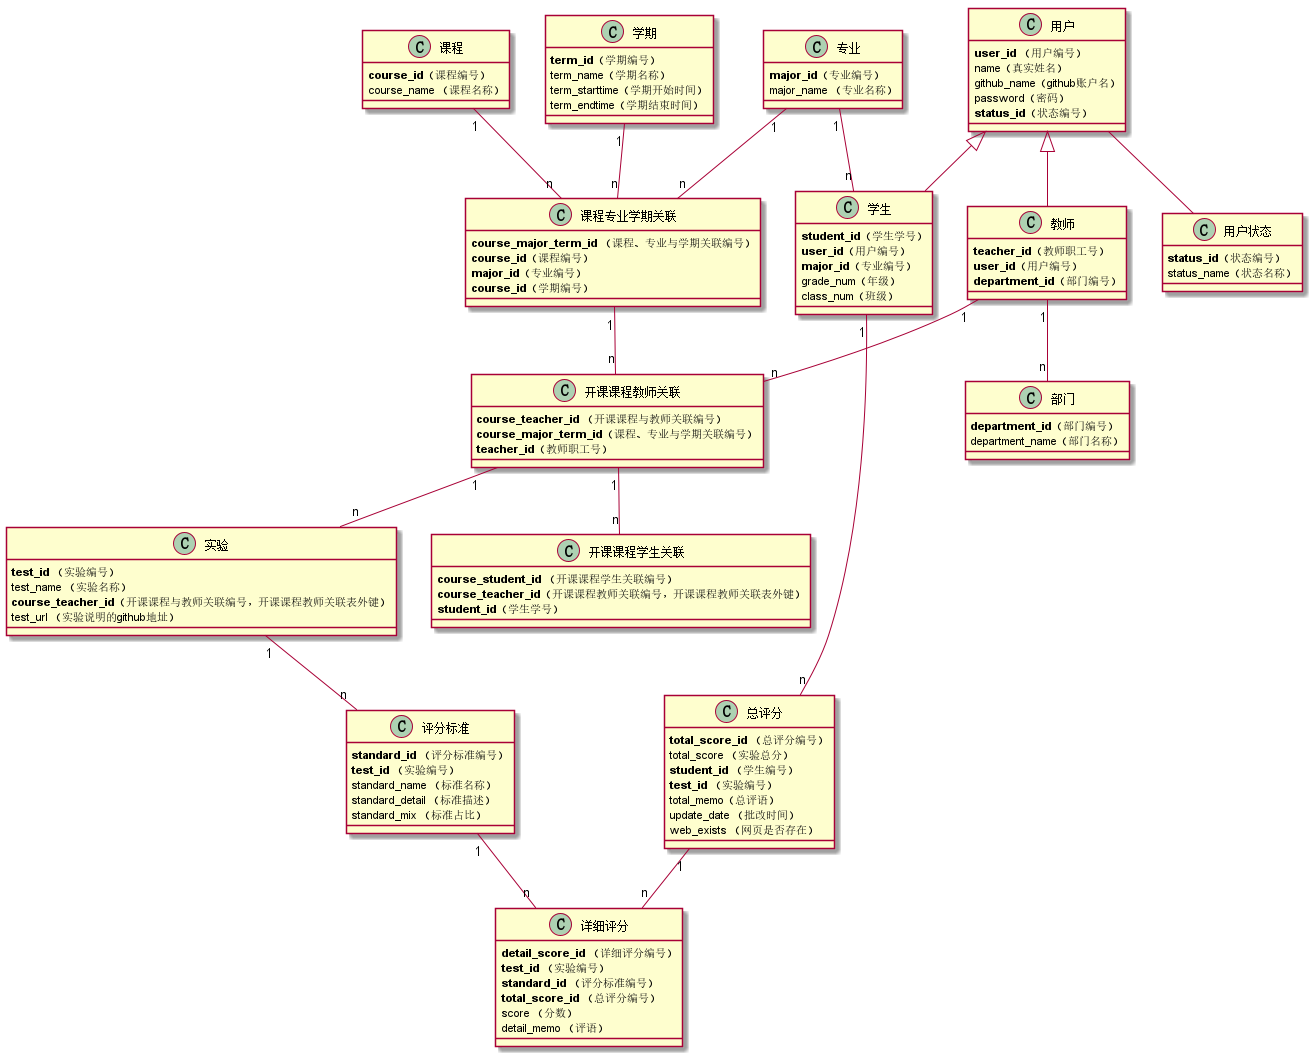 C 课程
course_id（课程编号）
course_name （课程名称）
C 学期
term_id（学期编号）
term_name（学期名称）
term_starttime（学期开始时间）
term_endtime（学期结束时间）
C 专业
major_id（专业编号）
major_name （专业名称）
C 用户
user_id （用户编号）
name（真实姓名）
github_name（github账户名）
password（密码）
status_id（状态编号）
1
1
1
1
n
n
n
n
C 课程专业学期关联
course_major_term_id （课程、专业与学期关联编号）
course_id（课程编号）
major_id（专业编号）
course_id（学期编号）
C 学生
student_id（学生学号）
user_id（用户编号）
major_id（专业编号）
grade_num（年级）
class_num（班级）
C 教师
teacher_id（教师职工号）
user_id（用户编号）
department_id（部门编号）
C 用户状态
status_id（状态编号）
status_name（状态名称）
1
1
1
1
n
n
n
C 开课课程教师关联
course_teacher_id （开课课程与教师关联编号）
course_major_term_id（课程、专业与学期关联编号）
teacher_id（教师职工号）
C 部门
department_id（部门编号）
department_name（部门名称）
1
1
n
n
C 实验
test_id （实验编号）
test_name （实验名称）
course_teacher_id（开课课程与教师关联编号，开课课程教师关联表外键）
test_url （实验说明的github地址）
C 开课课程学生关联
course_student_id （开课课程学生关联编号）
course_teacher_id（开课课程教师关联编号，开课课程教师关联表外键）
student_id（学生学号）
1
n
n
C 评分标准
standard_id （评分标准编号）
test_id （实验编号）
standard_name （标准名称）
standard_detail （标准描述）
standard_mix （标准占比）
C 总评分
total_score_id （总评分编号）
total_score （实验总分）
student_id （学生编号）
test_id （实验编号）
total_memo（总评语）
update_date （批改时间）
web_exists （网页是否存在）
1
1
n
n
C 详细评分
detail_score_id （详细评分编号）
test_id （实验编号）
standard_id （评分标准编号）
total_score_id （总评分编号）
score （分数）
detail_memo （评语）